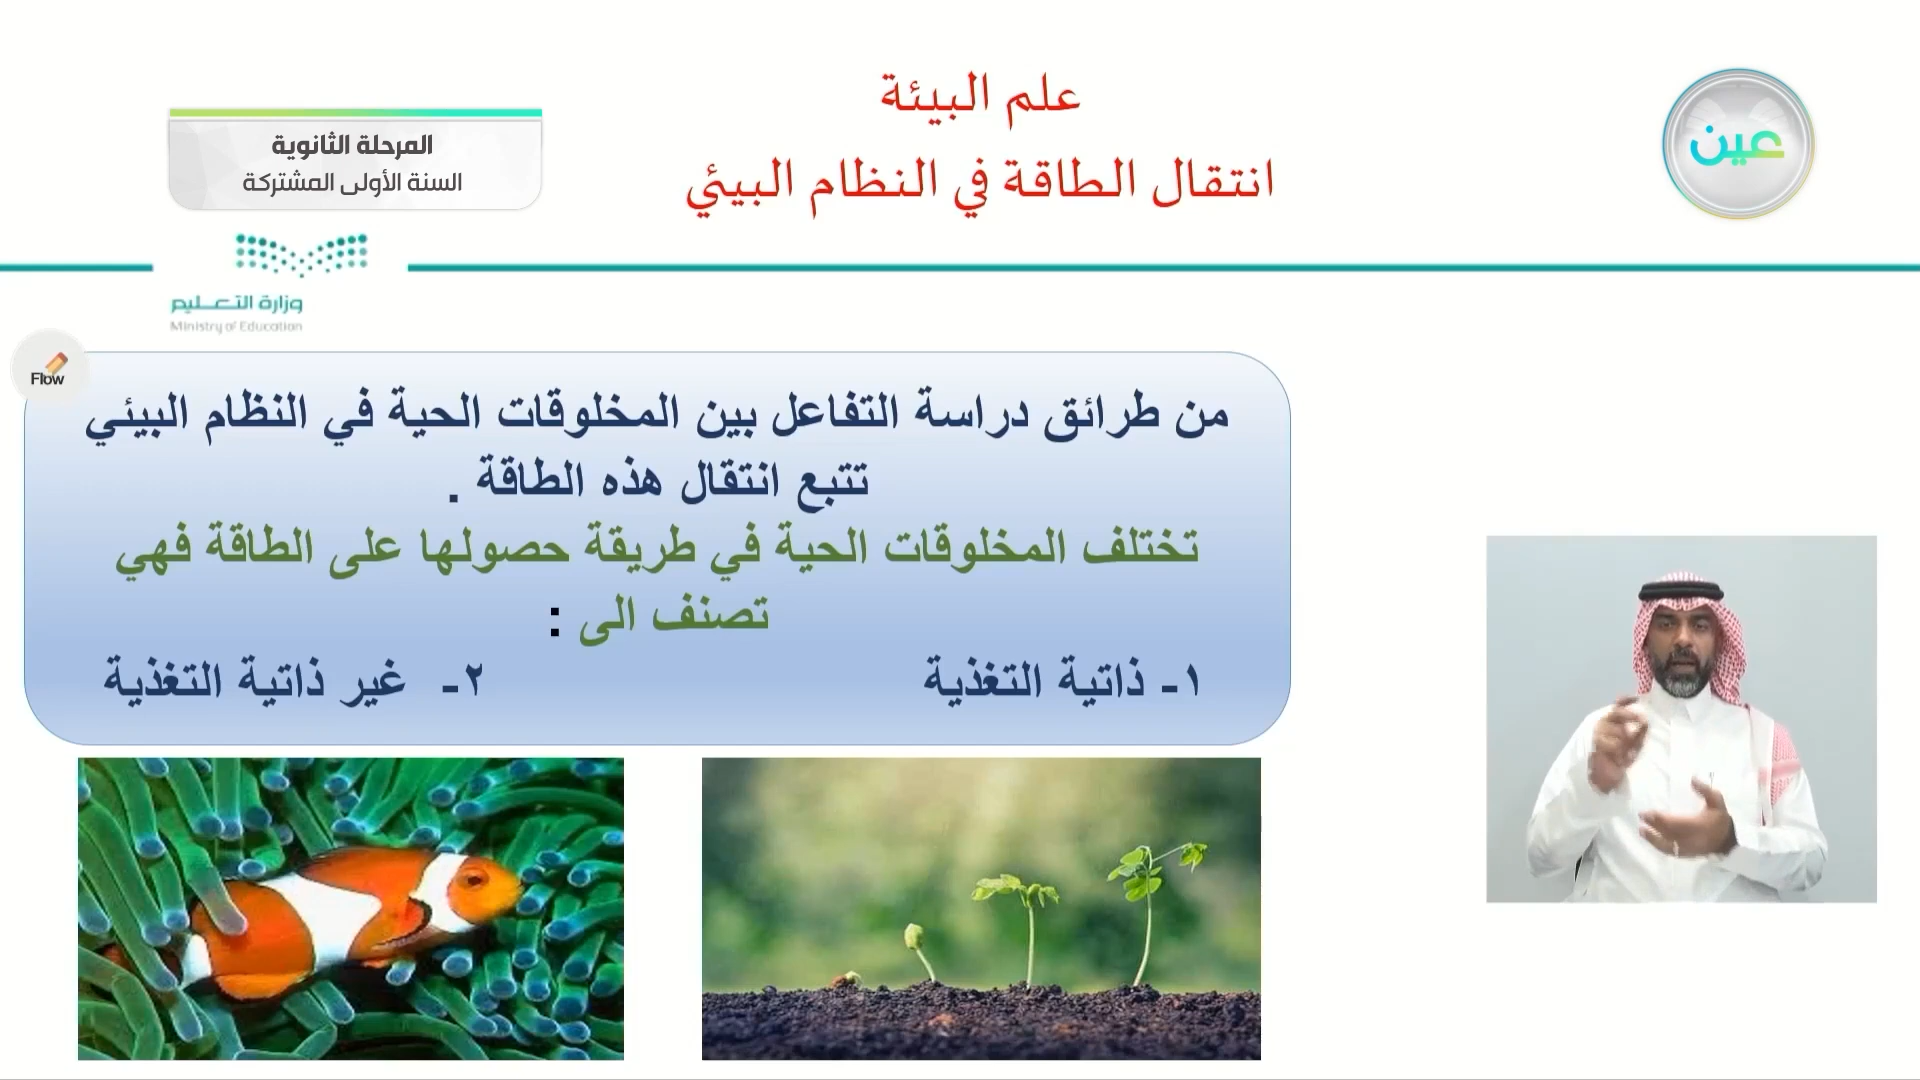 علم البيئة
انتقال الطاقة في النظام البيئي
عين
المرحلة الثانوية
السنة الأولى المشتركة
وزارة التعليم
Ministry of Education
Flow
من طرائق دراسة التفاعل بين المخلوقات الحية في النظام البيئي
تتبع انتقال هذه الطاقة .
تختلف المخلوقات الحية في طريقة حصولها على الطاقة فهي
تصنف الى :
١- ذاتية التغذية ٢- غير ذاتية التغذية